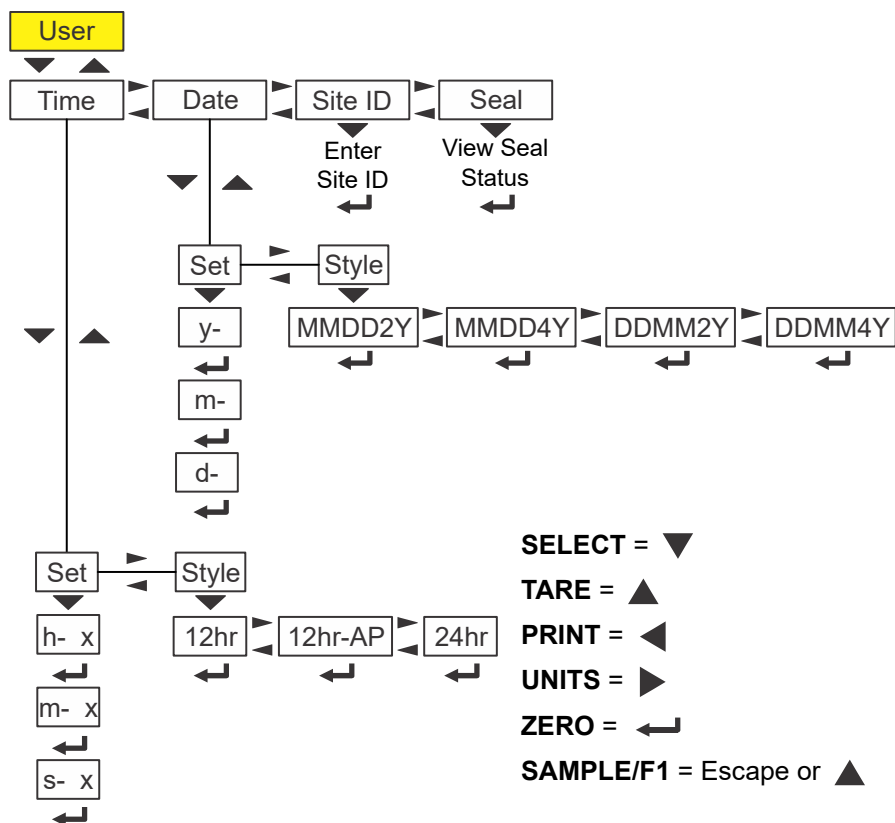 User
Time
Date
Site ID
Seal
Enter
Site ID
View Seal
Status
Set
Style
y-
MMDD2Y
MMDD4Y
DDMM2Y
DDMM4Y
m-
d-
Set
Style
h- x
12hr
12hr-AP
24hr
m- x
s- x
SELECT =
TARE =
PRINT =
UNITS =
ZERO =
SAMPLE/F1 = Escape or